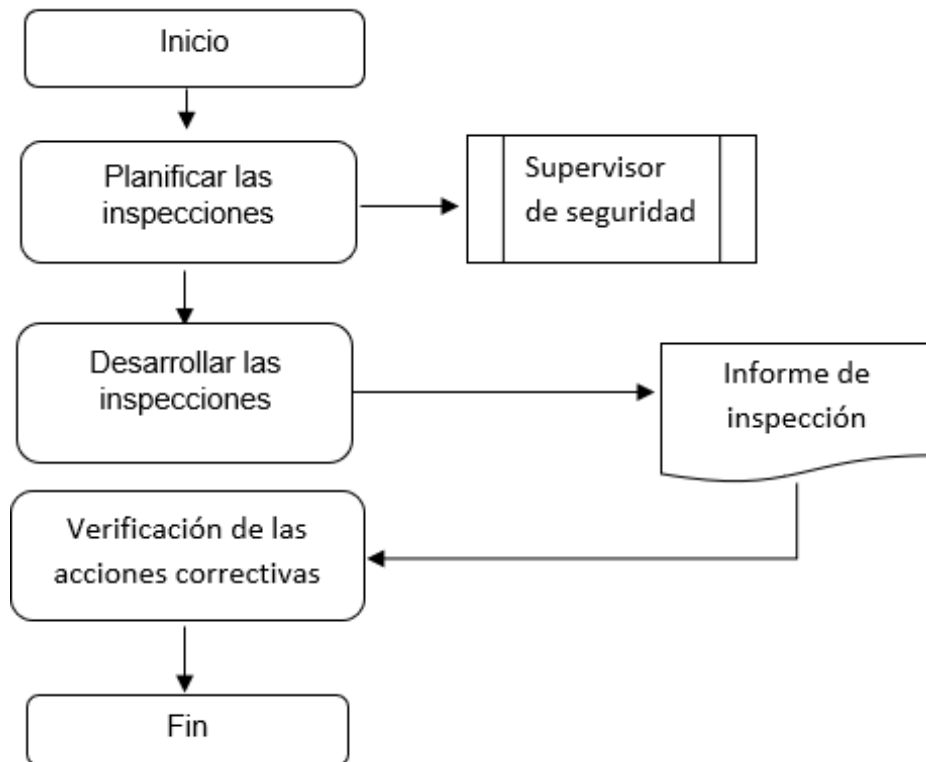 Inicio
Planificar las
inspecciones
Supervisor
de seguridad
Desarrollar las
inspecciones
Informe de
inspección
Verificación de las
acciones correctivas
Fin